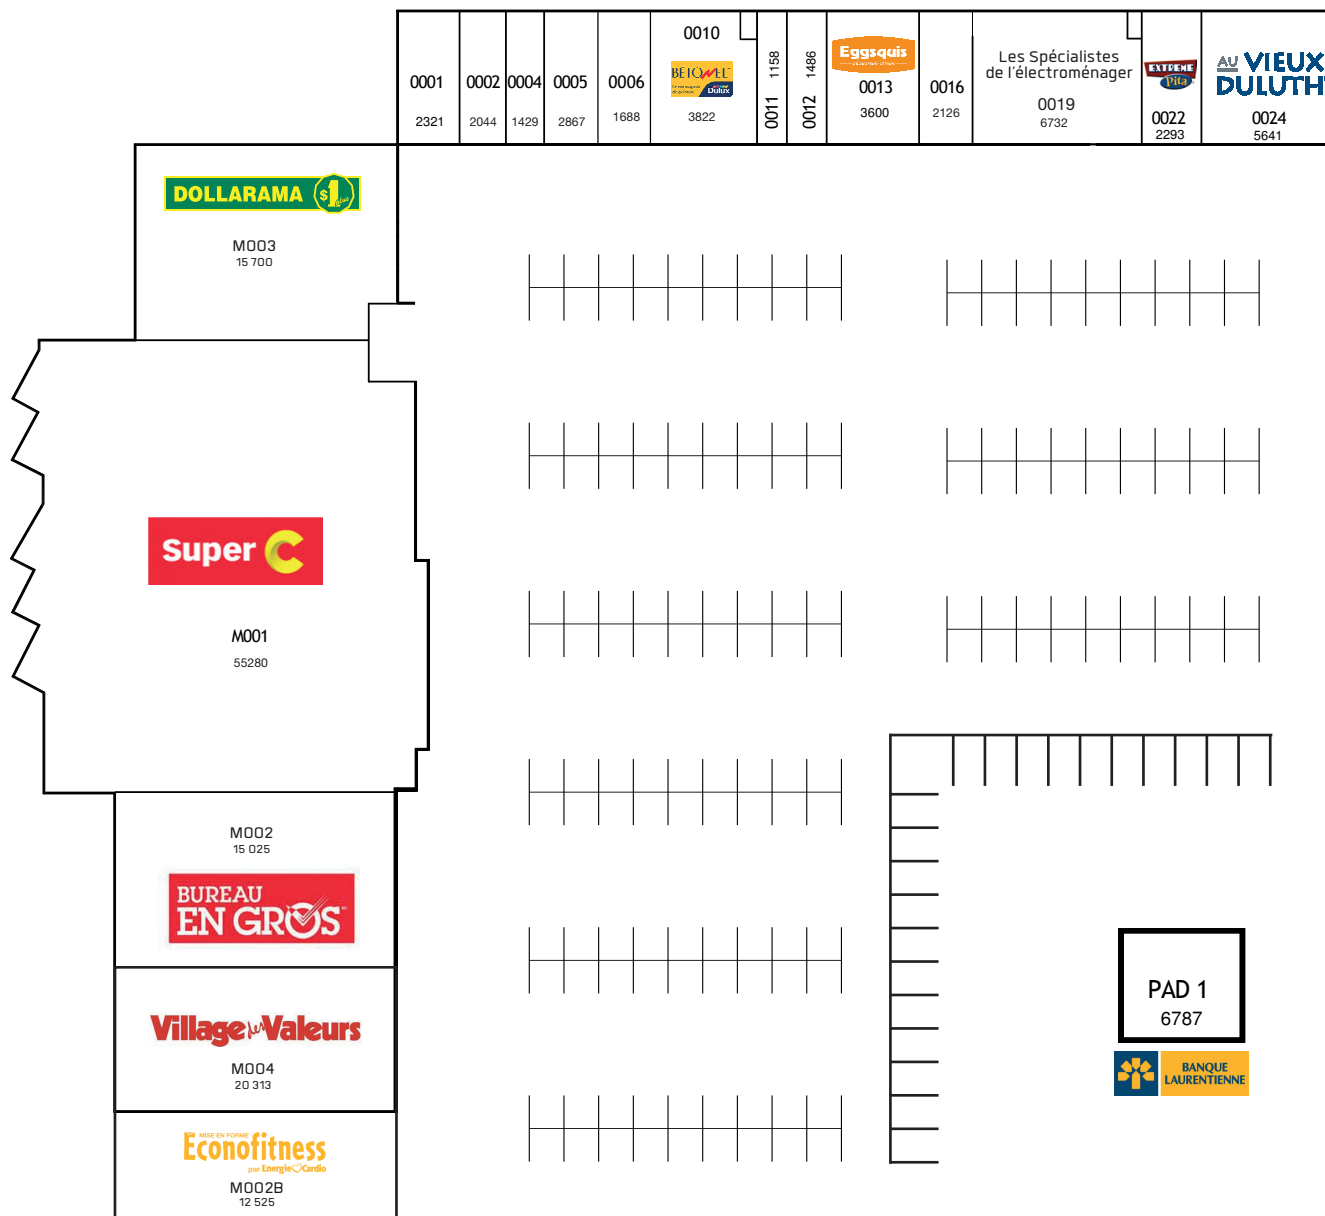 0001
2321
0002
2044
0004
1429
0005
2867
0006
1688
0010
BETONEL
Dulux
3822
0011 1158
0012 1486
Eggsquis
0013
3600
0016
2126
Les Spécialistes
de l'électroménager
0019
6732
EXTREME
Pita
0022
2293
AU VIEUX
DULUTH
0024
5641
DOLLARAMA $1 plus
M003
15 700
Super C
M001
55280
M002
15 025
BUREAU
EN GROS
Village des Valeurs
M004
20 313
MISE EN FORME
Econofitness
par Energie Cardio
M002B
12 525
PAD 1
6787
BANQUE
LAURENTIENNE